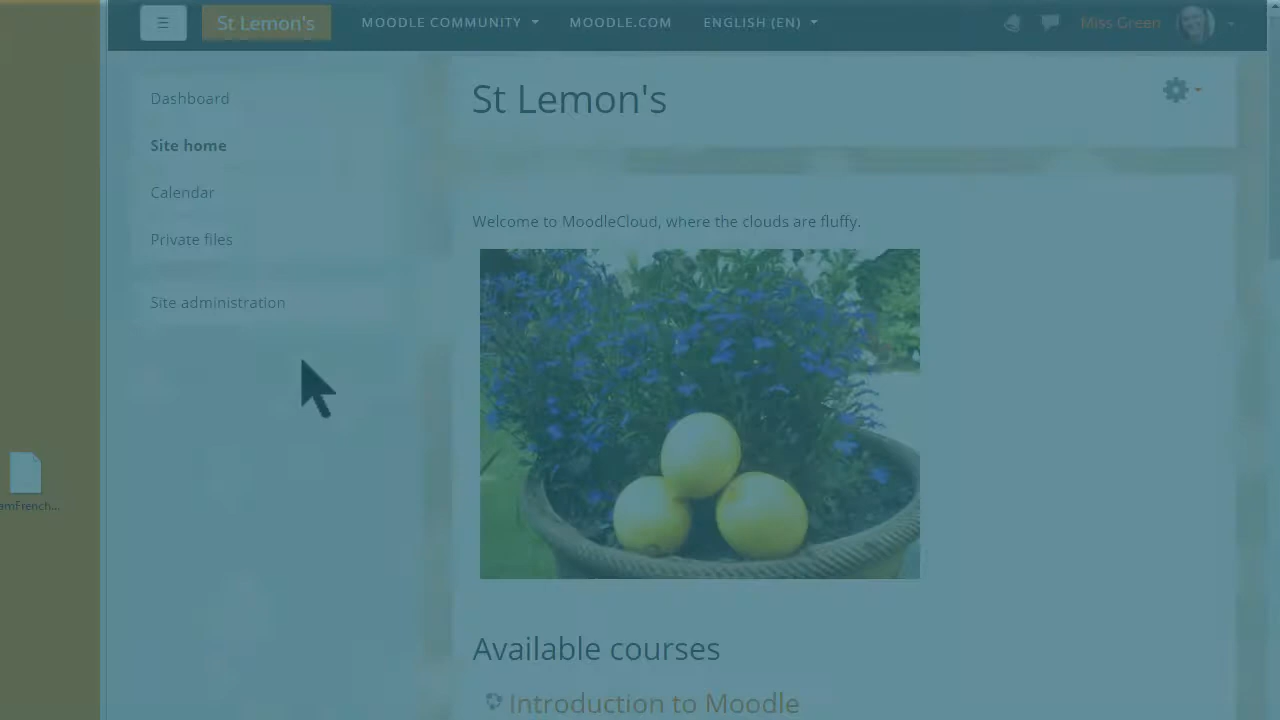 St Lemon's
MOODLE COMMUNITY
MOODLE.COM
ENGLISH (EN)
Miss Green
Dashboard
Site home
Calendar
Private files
Site administration
St Lemon's
Welcome to MoodleCloud, where the clouds are fluffy.
amFrench...
Available courses
Introduction to Moodle